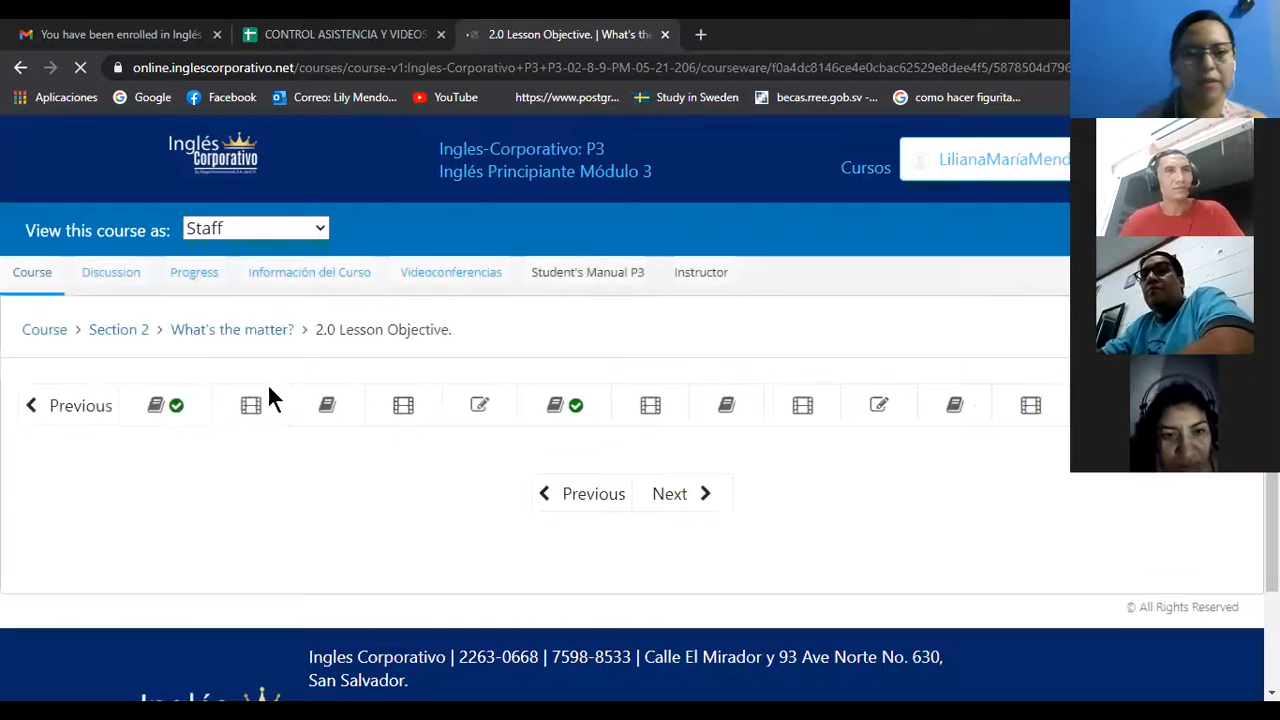 You have been enrolled in Inglés
CONTROL ASISTENCIA Y VIDEOS
2.0 Lesson Objective. | What's the
online.inglescorporativo.net/courses/course-v1:Ingles-Corporativo+P3+P3-02-8-9-PM-05-21-206/courseware/f0a4dc8146ce4e0cbac62529e8dee4f5/5878504d796
Aplicaciones
Google
Facebook
Correo: Lily Mendo...
YouTube
https://www.postgr...
Study in Sweden
becas.rree.gob.sv -...
como hacer figurita...
Inglés
Corporativo
Ingles-Corporativo: P3
Inglés Principiante Módulo 3
Cursos
LilianaMaríaMend
View this course as:
Staff
Course
Discussion
Progress
Información del Curso
Videoconferencias
Student's Manual P3
Instructor
Course > Section 2 > What's the matter? > 2.0 Lesson Objective.
Previous
Previous
Next
© All Rights Reserved
Ingles Corporativo | 2263-0668 | 7598-8533 | Calle El Mirador y 93 Ave Norte No. 630,
San Salvador.
Inglés